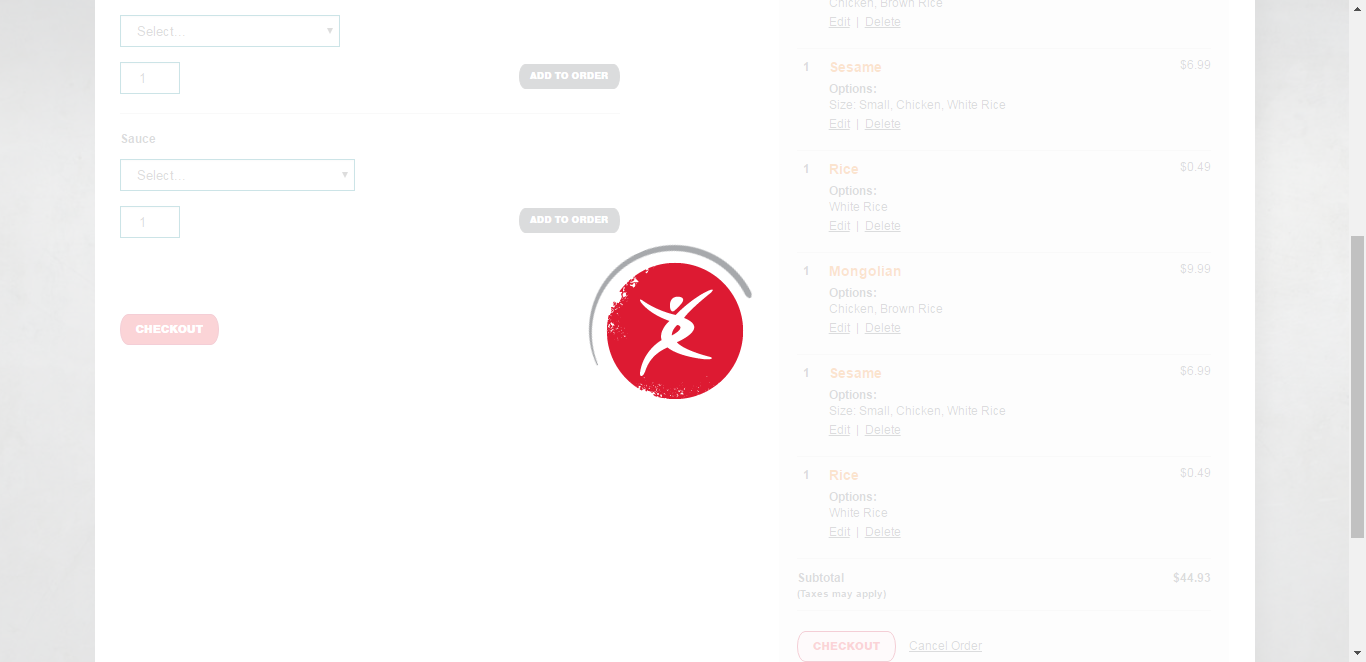 Select...
1
ADD TO ORDER
Sauce
Select...
1
ADD TO ORDER
CHECKOUT
Chicken, Brown Rice
Edit | Delete
1 Sesame $6.99
Options:
Size: Small, Chicken, White Rice
Edit | Delete
1 Rice $0.49
Options:
White Rice
Edit | Delete
1 Mongolian $9.99
Options:
Chicken, Brown Rice
Edit | Delete
1 Sesame $6.99
Options:
Size: Small, Chicken, White Rice
Edit | Delete
1 Rice $0.49
Options:
White Rice
Edit | Delete
Subtotal $44.93
(Taxes may apply)
CHECKOUT Cancel Order